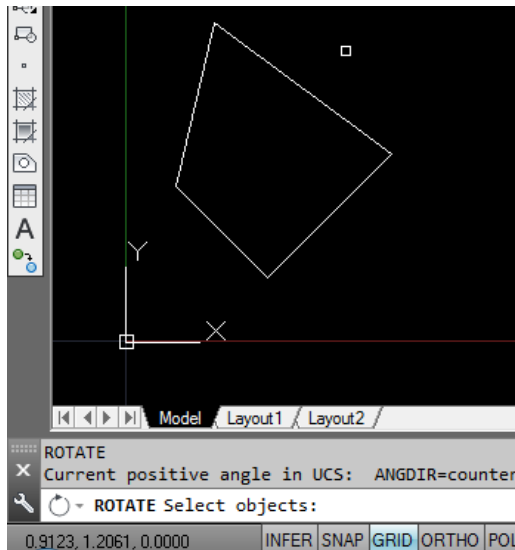 A
Y
X
Model Layout1 Layout2
ROTATE
Current positive angle in UCS: ANGDIR=counter
ROTATE Select objects:
0.9123, 1.2061, 0.0000 INFER SNAP GRID ORTHO POL